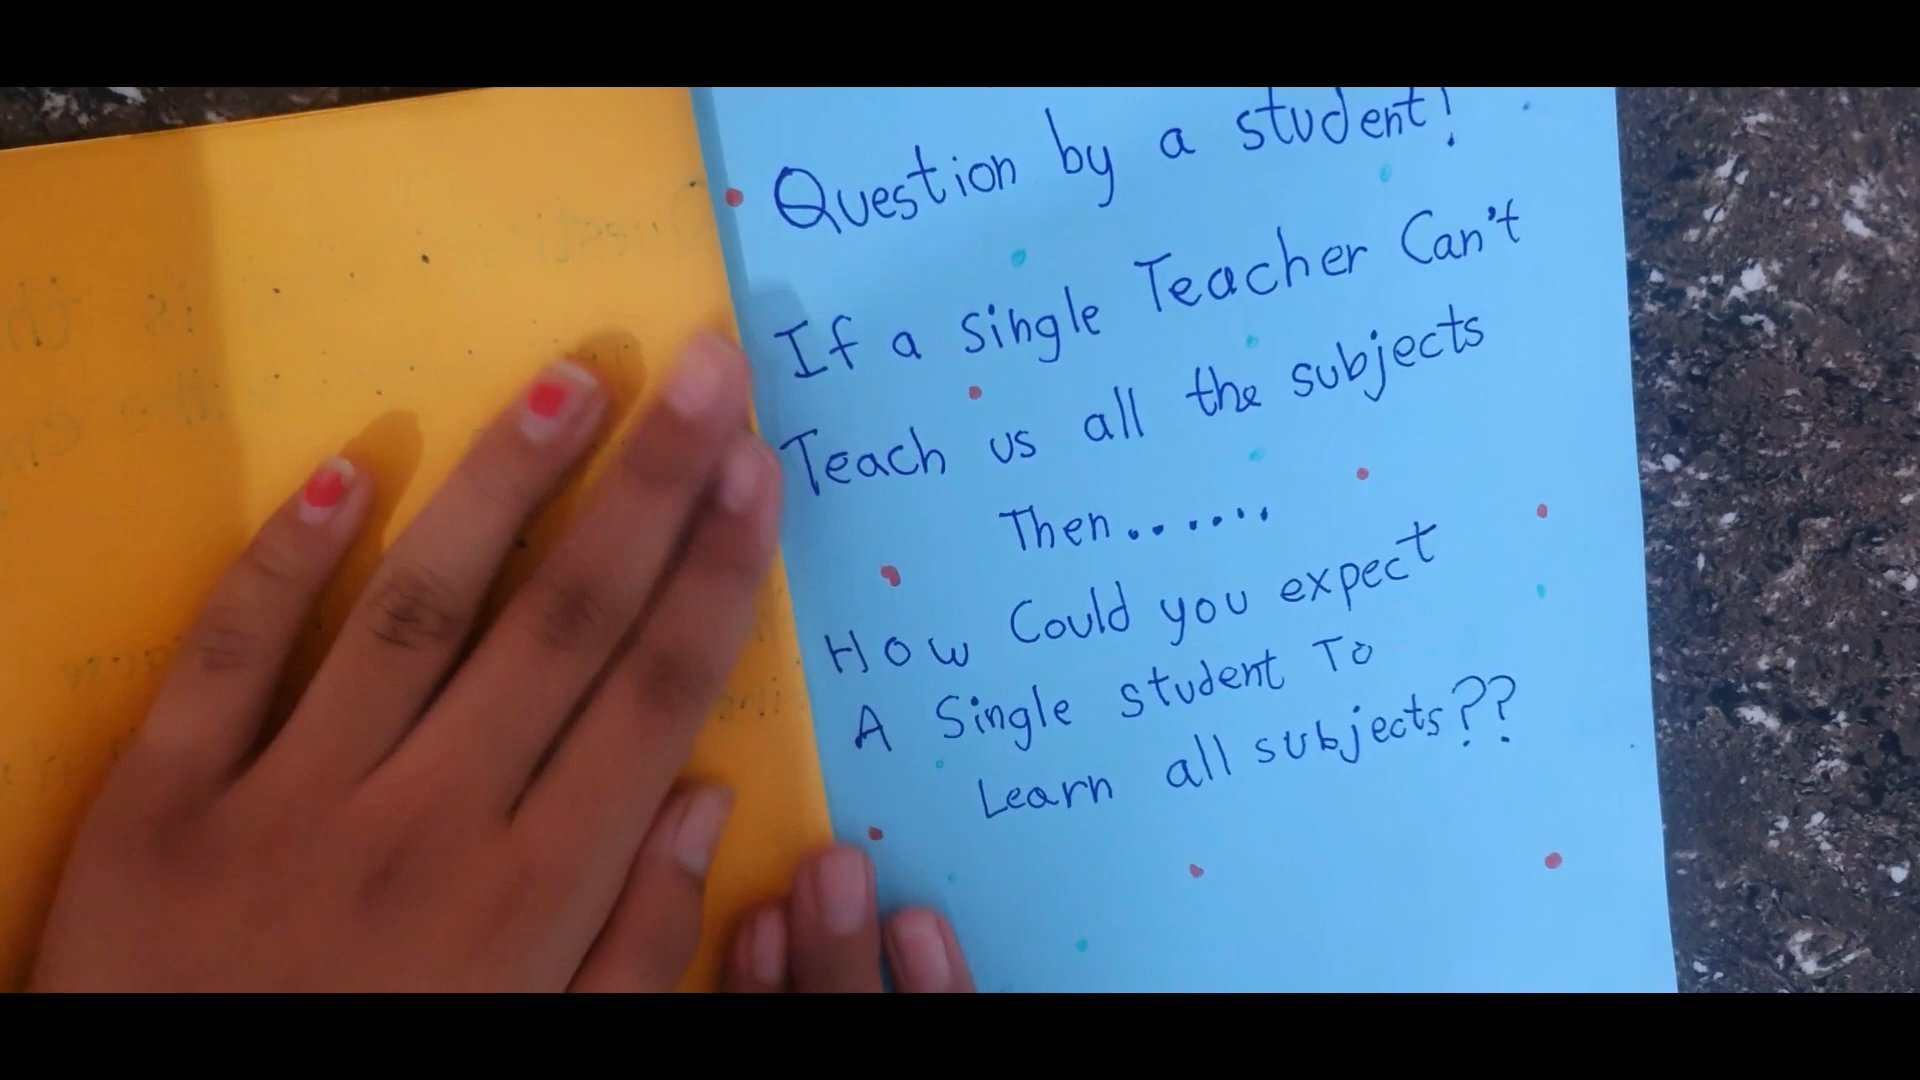 Question by a student!
If a single Teacher Can't
Teach us all the subjects
Then.......
How Could you expect
A Single student To
Learn all subjects??